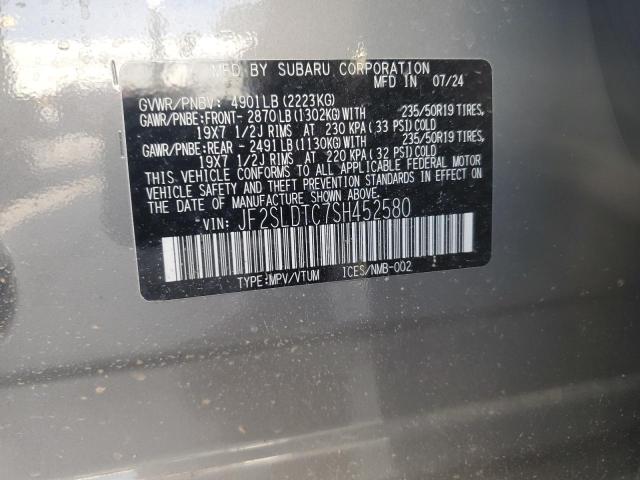 MFD. BY SUBARU CORPORATION
MFD IN 07/24
GVWR/PNBV: 4901LB(2223KG)
GAWR/PNBE:FRONT- 2870LB(1302KG)WITH 235/50R19 TIRES,
19X7 1/2J RIMS AT 230 KPA(33 PSI)COLD
GAWR/PNBE:REAR - 2491LB(1130KG)WITH 235/50R19 TIRES,
19X7 1/2J RIMS AT 220 KPA(32 PSI)COLD
THIS VEHICLE CONFORMS TO ALL APPLICABLE FEDERAL MOTOR
VEHICLE SAFETY AND THEFT PREVENTION STANDARDS IN EFFECT ON
THE DATE OF MANUFACTURE SHOWN ABOVE.
VIN: JF2SLDTC7SH452580
TYPE:MPV/VTUM ICES/NMB-002